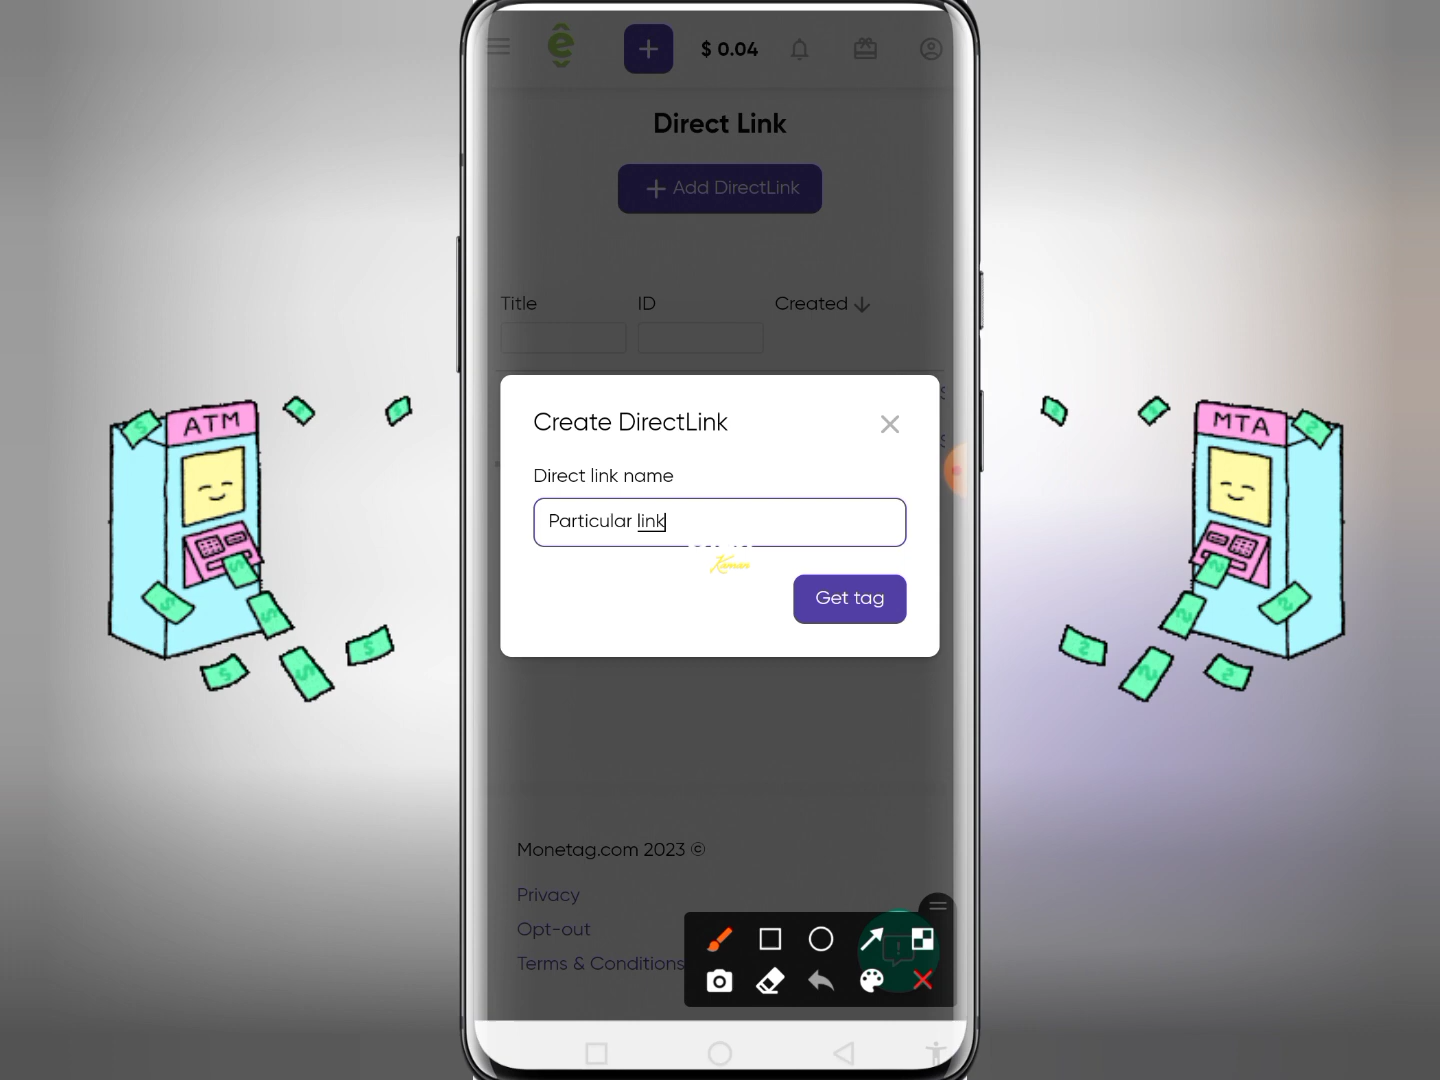 $ 0.04
Direct Link
Add DirectLink
Title ID Created
Create DirectLink
Direct link name
Particular link
Kaman
Get tag
ATM
MTA
Monetag.com 2023 ©
Privacy
Opt-out
Terms & Conditions